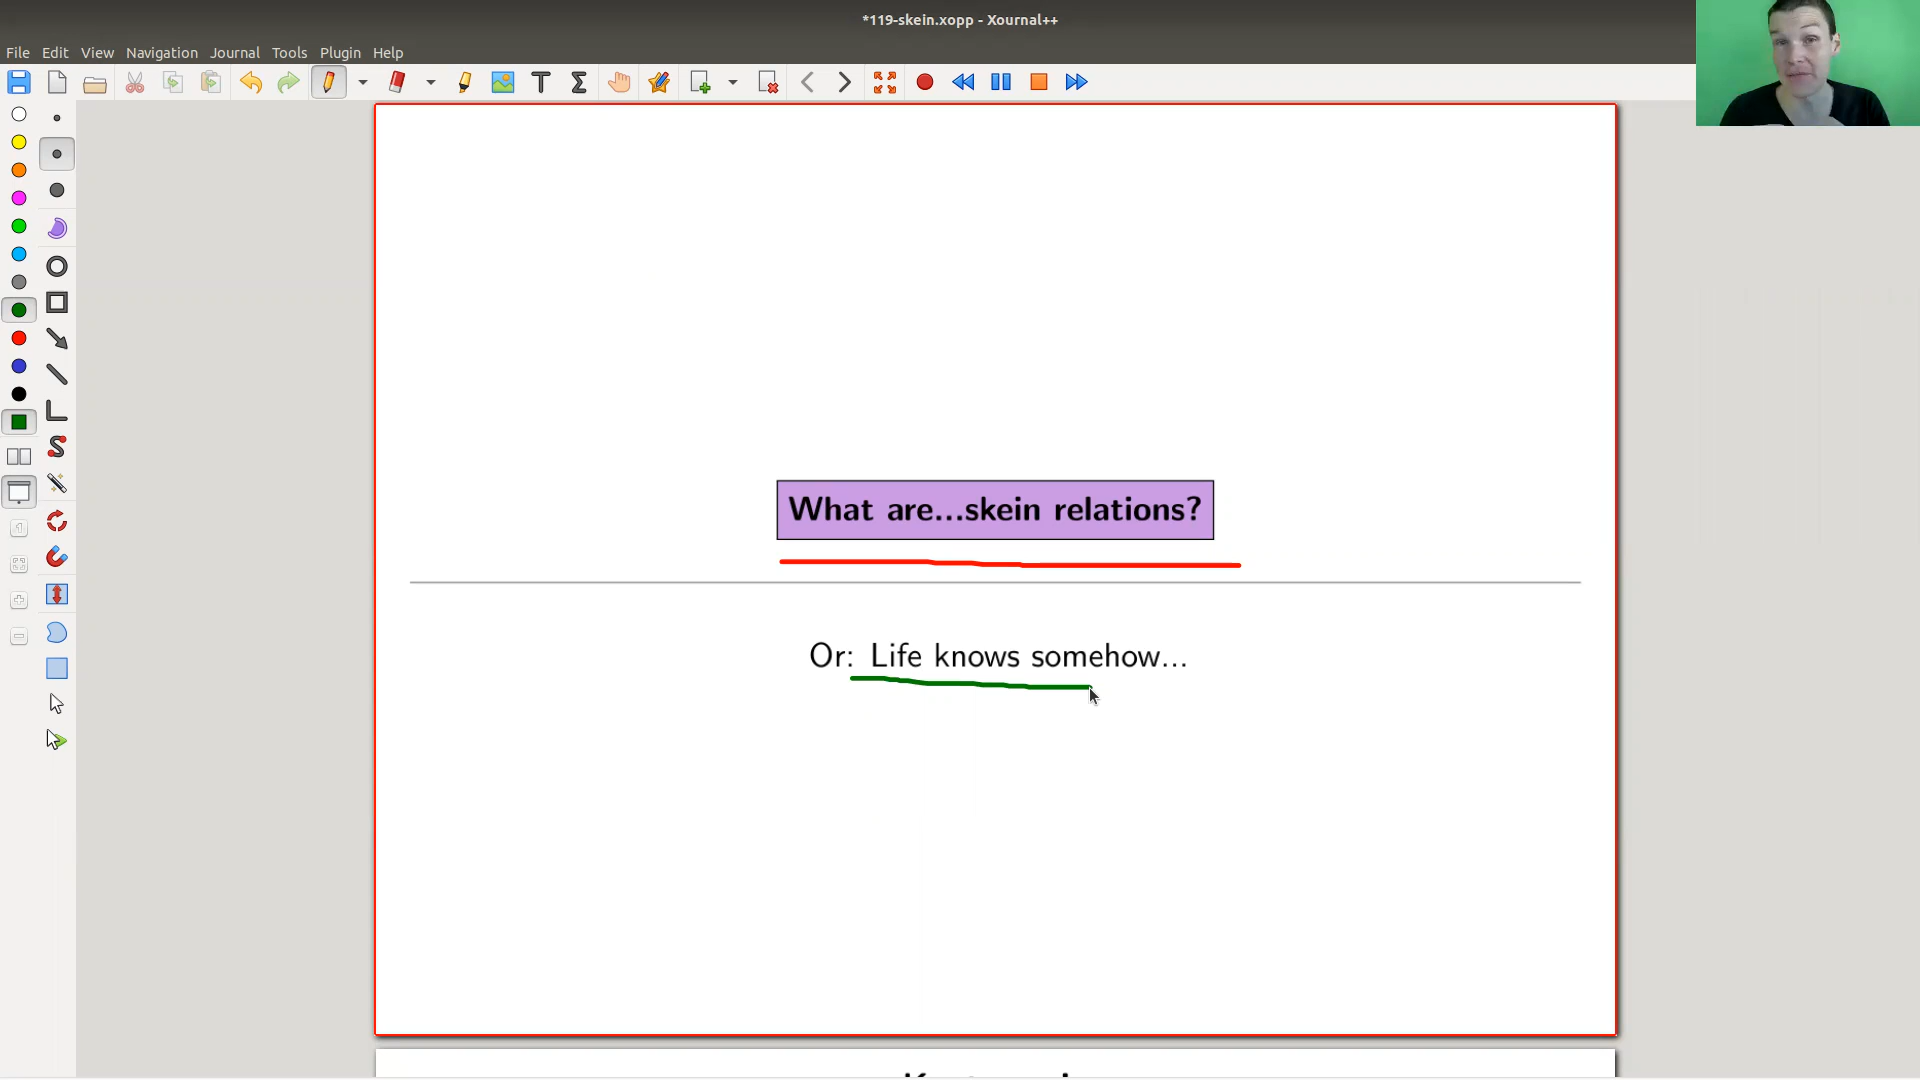 *119-skein.xopp - Xournal++
File Edit View Navigation Journal Tools Plugin Help
What are...skein relations?
Or: Life knows somehow...